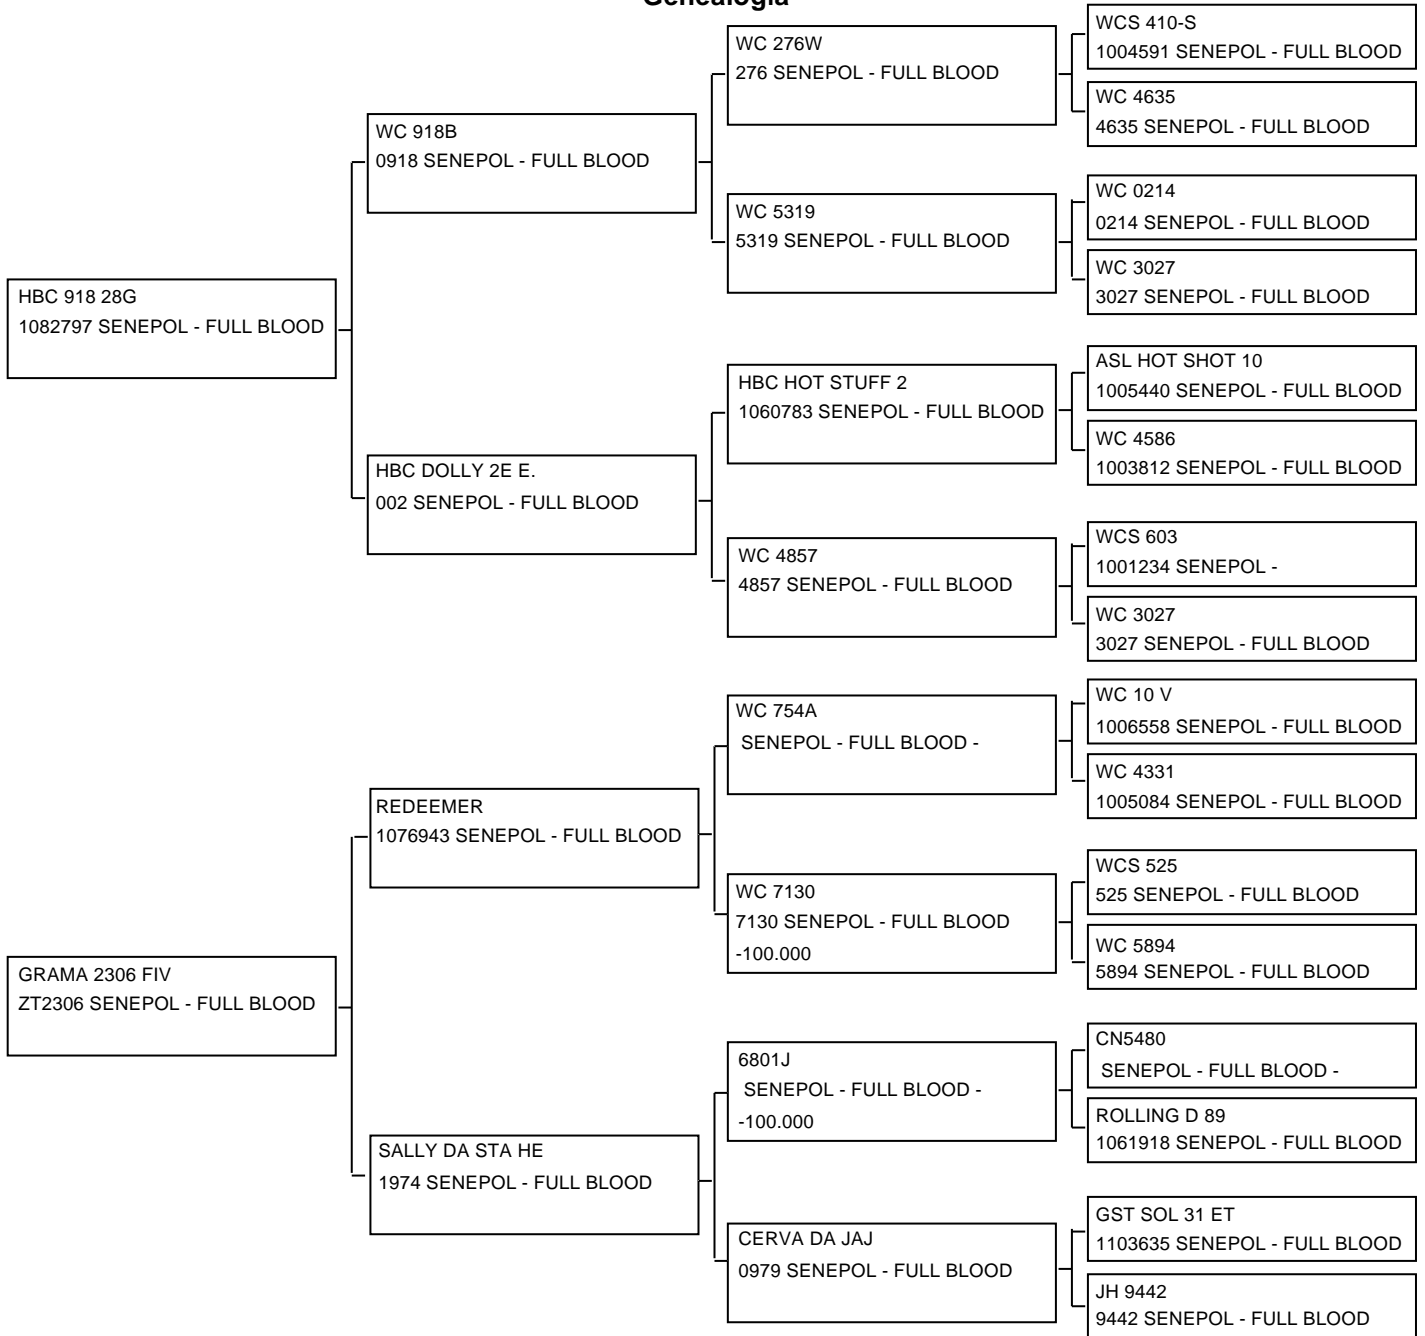 Genealogia
HBC 918 28G
1082797 SENEPOL - FULL BLOOD
WC 918B
0918 SENEPOL - FULL BLOOD
WC 276W
276 SENEPOL - FULL BLOOD
WCS 410-S
1004591 SENEPOL - FULL BLOOD
WC 4635
4635 SENEPOL - FULL BLOOD
WC 5319
5319 SENEPOL - FULL BLOOD
WC 0214
0214 SENEPOL - FULL BLOOD
WC 3027
3027 SENEPOL - FULL BLOOD
HBC DOLLY 2E E.
002 SENEPOL - FULL BLOOD
HBC HOT STUFF 2
1060783 SENEPOL - FULL BLOOD
ASL HOT SHOT 10
1005440 SENEPOL - FULL BLOOD
WC 4586
1003812 SENEPOL - FULL BLOOD
WC 4857
4857 SENEPOL - FULL BLOOD
WCS 603
1001234 SENEPOL -
WC 3027
3027 SENEPOL - FULL BLOOD
GRAMA 2306 FIV
ZT2306 SENEPOL - FULL BLOOD
REDEEMER
1076943 SENEPOL - FULL BLOOD
WC 754A
SENEPOL - FULL BLOOD -
WC 10 V
1006558 SENEPOL - FULL BLOOD
WC 4331
1005084 SENEPOL - FULL BLOOD
WC 7130
7130 SENEPOL - FULL BLOOD
-100.000
WCS 525
525 SENEPOL - FULL BLOOD
WC 5894
5894 SENEPOL - FULL BLOOD
SALLY DA STA HE
1974 SENEPOL - FULL BLOOD
6801J
SENEPOL - FULL BLOOD -
-100.000
CN5480
SENEPOL - FULL BLOOD -
ROLLING D 89
1061918 SENEPOL - FULL BLOOD
CERVA DA JAJ
0979 SENEPOL - FULL BLOOD
GST SOL 31 ET
1103635 SENEPOL - FULL BLOOD
JH 9442
9442 SENEPOL - FULL BLOOD